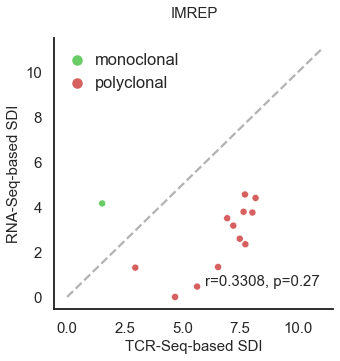 IMREP
monoclonal
polyclonal
RNA-Seq-based SDI
10
8
6
4
2
0
r=0.3308, p=0.27
0.0 2.5 5.0 7.5 10.0
TCR-Seq-based SDI